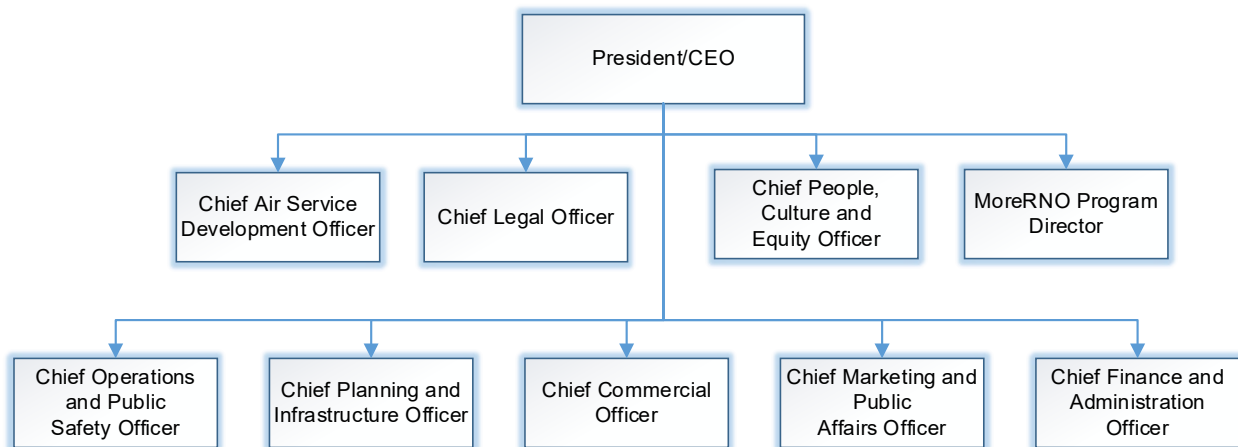 President/CEO
Chief Air Service
Development Officer
Chief Legal Officer
Chief People,
Culture and
Equity Officer
MoreRNO Program
Director
Chief Operations
and Public
Safety Officer
Chief Planning and
Infrastructure Officer
Chief Commercial
Officer
Chief Marketing and
Public
Affairs Officer
Chief Finance and
Administration
Officer